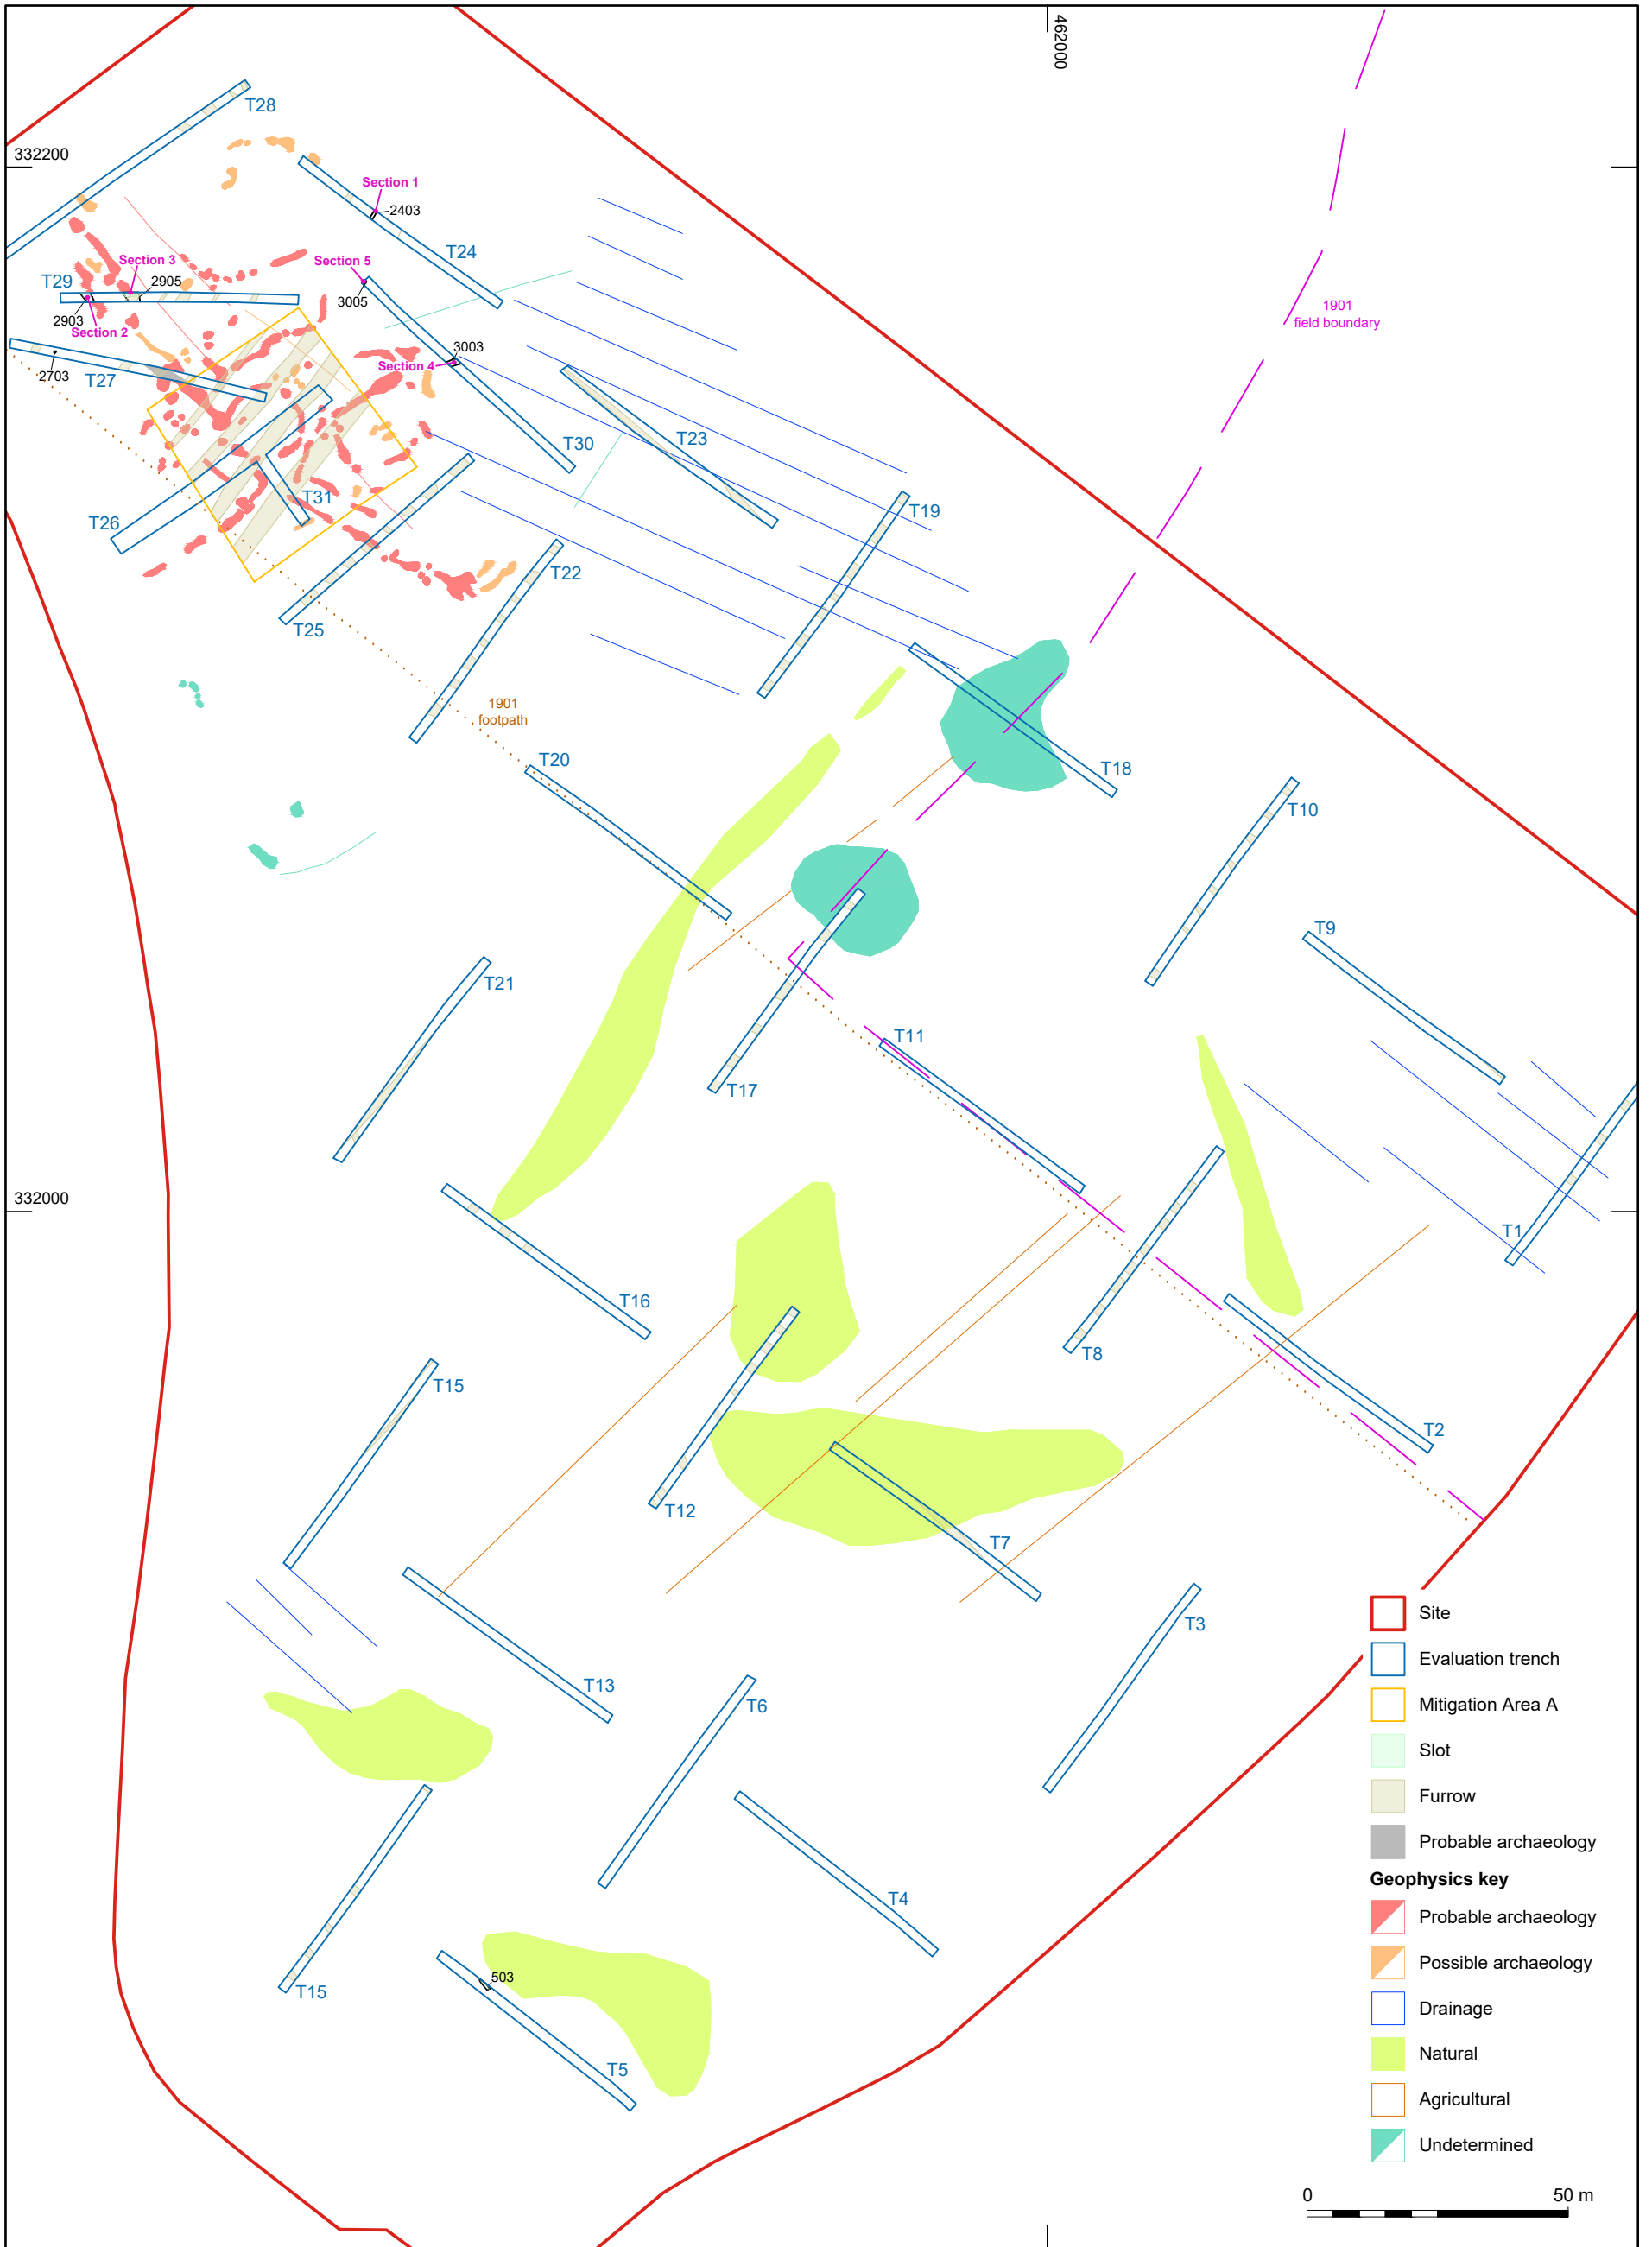 462000
T28
332200
Section 1
2403
T24
Section 5
Section 3
2905
T29
3005
2903
Section 2
1901
field boundary
3003
Section 4
2703
T27
T23
T30
T31
T26
T19
T22
T25
1901
footpath
T20
T18
T10
T9
T21
T11
T17
332000
T1
T16
T8
T15
T2
T12
T7
T3
T13
T6
T4
503
T15
T5
Site
Evaluation trench
Mitigation Area A
Slot
Furrow
Probable archaeology
Geophysics key
Probable archaeology
Possible archaeology
Drainage
Natural
Agricultural
Undetermined
0 50 m